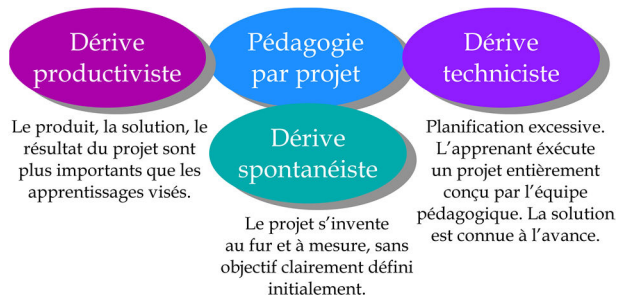 Dérive
productiviste
Pédagogie
par projet
Dérive
techniciste
Le produit, la solution, le
résultat du projet sont
plus importants que les
apprentissages visés.
Dérive
spontanéiste
Le projet s’invente
au fur et à mesure, sans
objectif clairement défini
initialement.
Planification excessive.
L’apprenant éxécute
un projet entièrement
conçu par l’équipe
pédagogique. La solution
est connue à l’avance.